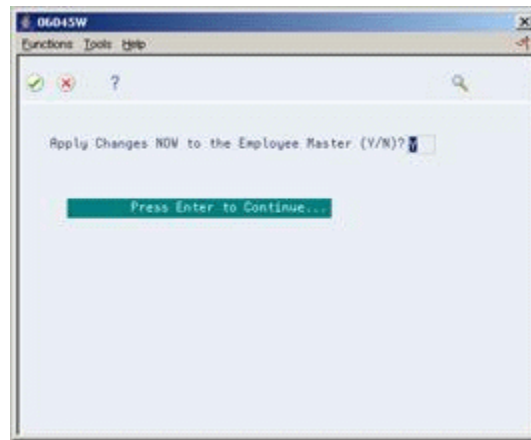 06045W
Functions Tools Help
?
Apply Changes NOW to the Employee Master (Y/N)? Y
Press Enter to Continue...